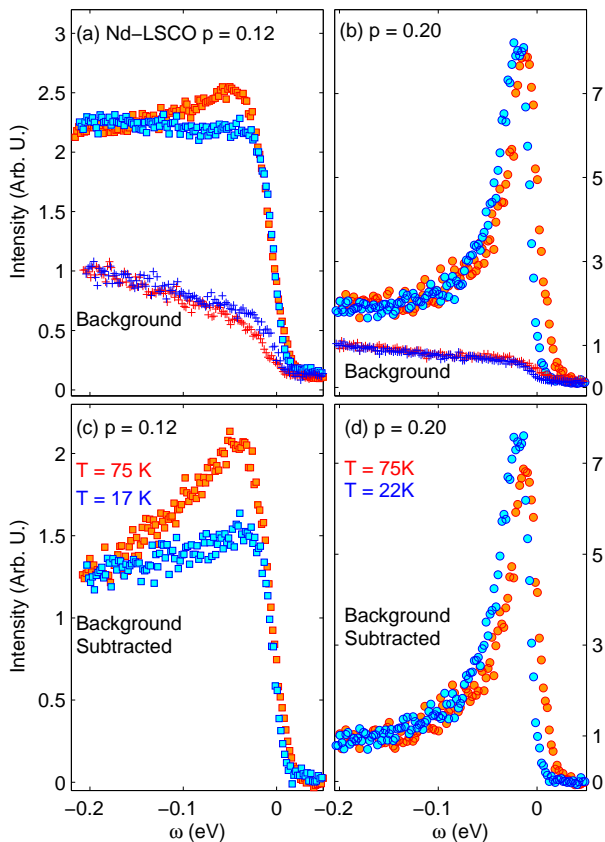 (a) Nd−LSCO p = 0.12
(b) p = 0.20
3
2.5
2
1.5
1
0.5
0
Intensity (Arb. U.)
Background
7
5
3
1
0
Background
(c) p = 0.12
(d) p = 0.20
T = 75 K
T = 17 K
T = 75K
T = 22K
2
1.5
1
0.5
0
Intensity (Arb. U.)
Background
Subtracted
Background
Subtracted
7
5
3
1
0
−0.2
−0.1
0
−0.2
−0.1
0
ω (eV)
ω (eV)